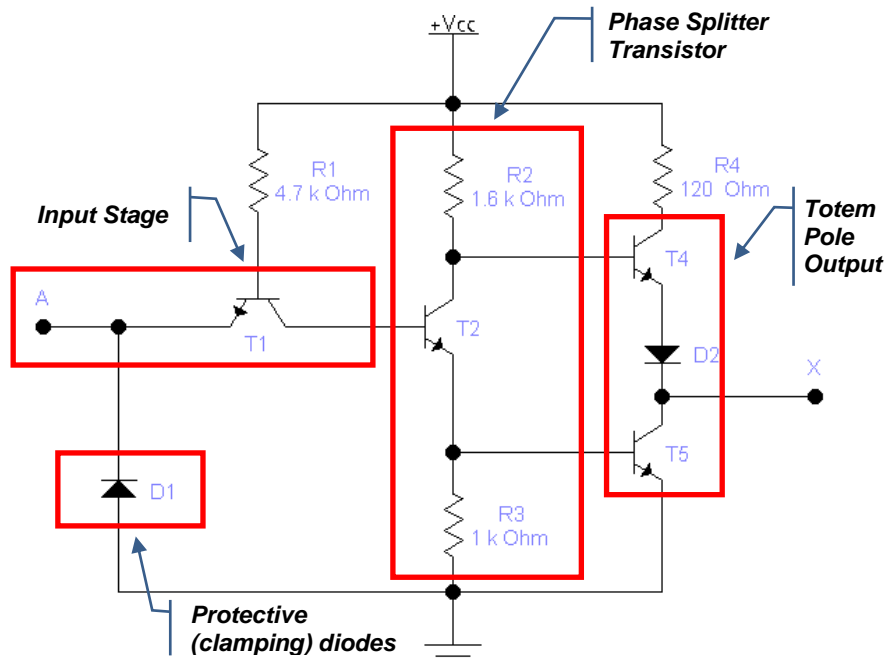 Phase Splitter
Transistor
+Vcc
R1
4.7 k Ohm
R2
1.6 k Ohm
R4
120 Ohm
Input Stage
Totem
Pole
Output
A
T1
T2
T4
D2
X
T5
D1
R3
1 k Ohm
Protective
(clamping) diodes